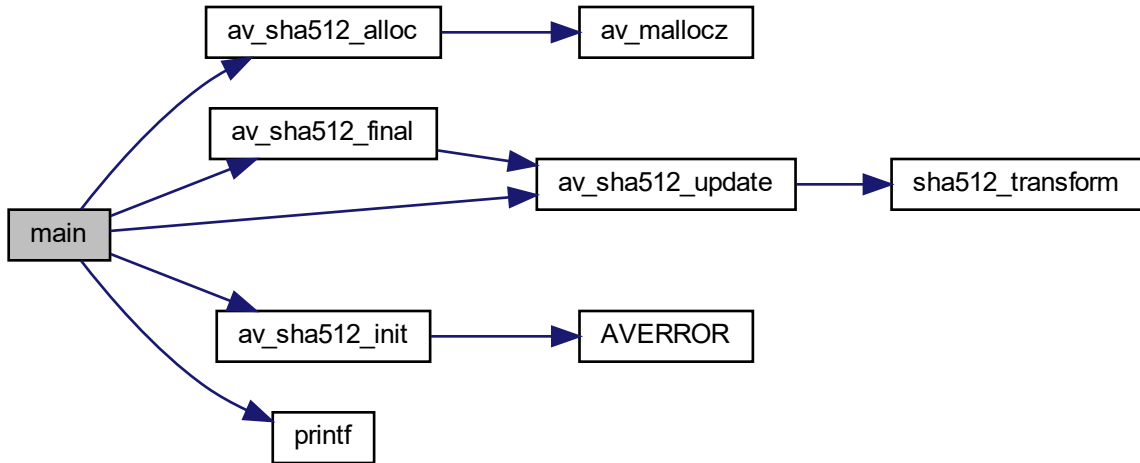 av_sha512_alloc
av_mallocz
av_sha512_final
av_sha512_update
sha512_transform
main
av_sha512_init
AVERROR
printf